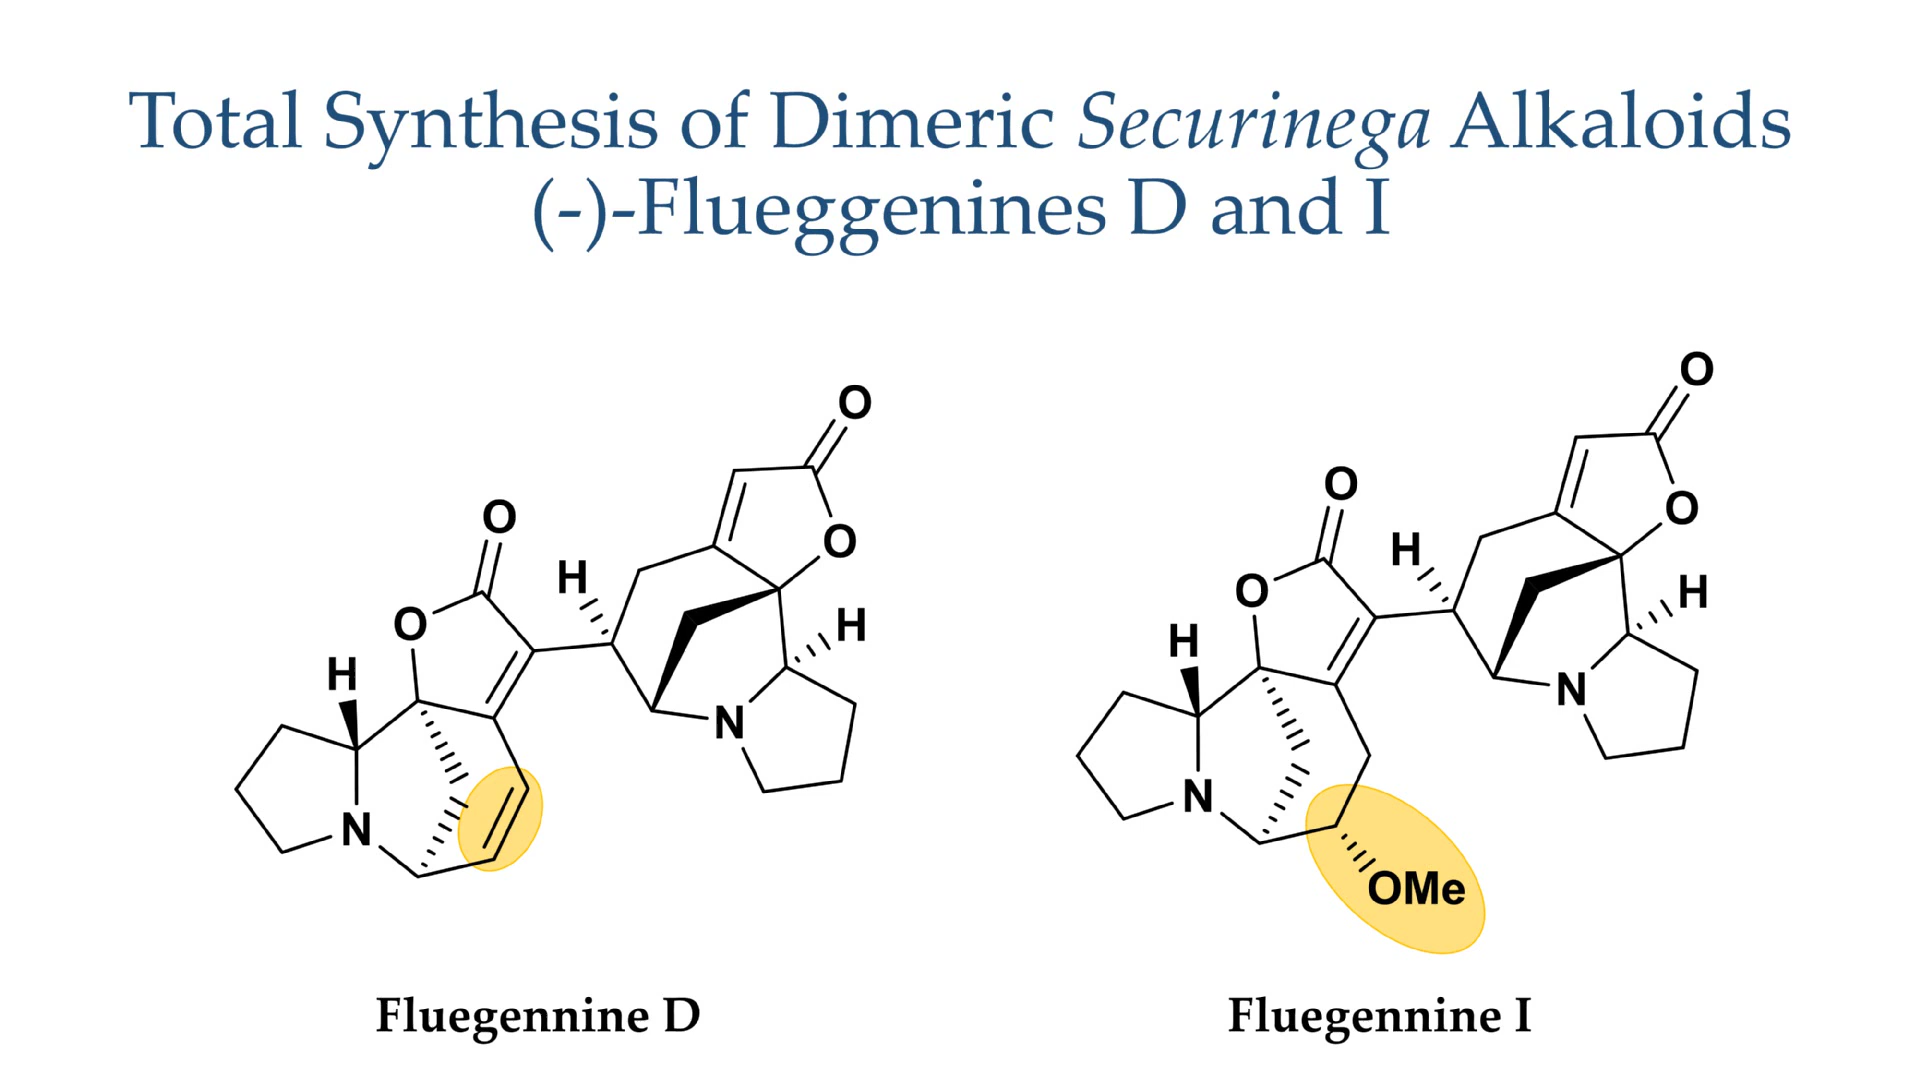 Total Synthesis of Dimeric Securinega Alkaloids
(-)-Flueggenines D and I
O
O
O
H
O
H
H
N
N
O
O
O
H
O
H
H
N
N
OMe
Fluegennine D
Fluegennine I